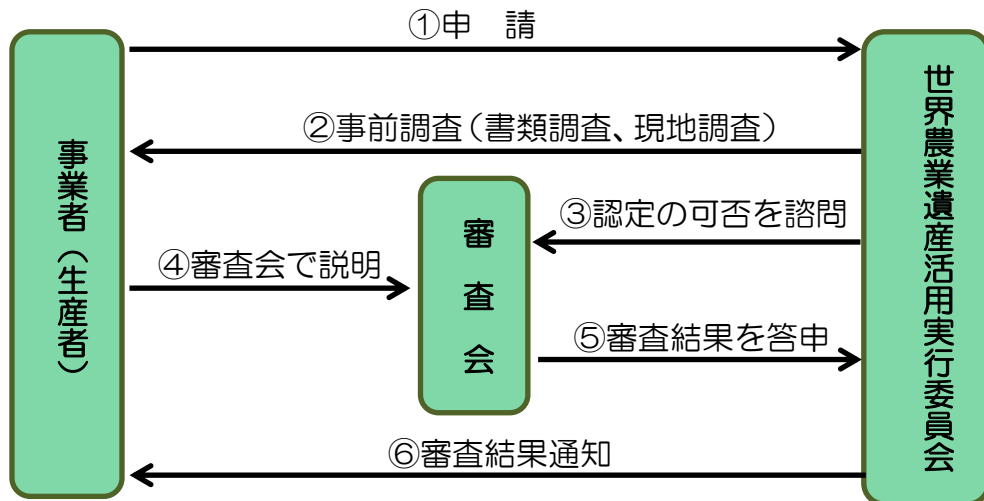 ①申　請
②事前調査（書類調査、現地調査）
③認定の可否を諮問
④審査会で説明
⑤審査結果を答申
⑥審査結果通知
事業者（生産者）
審査会
世界農業遺産活用実行委員会